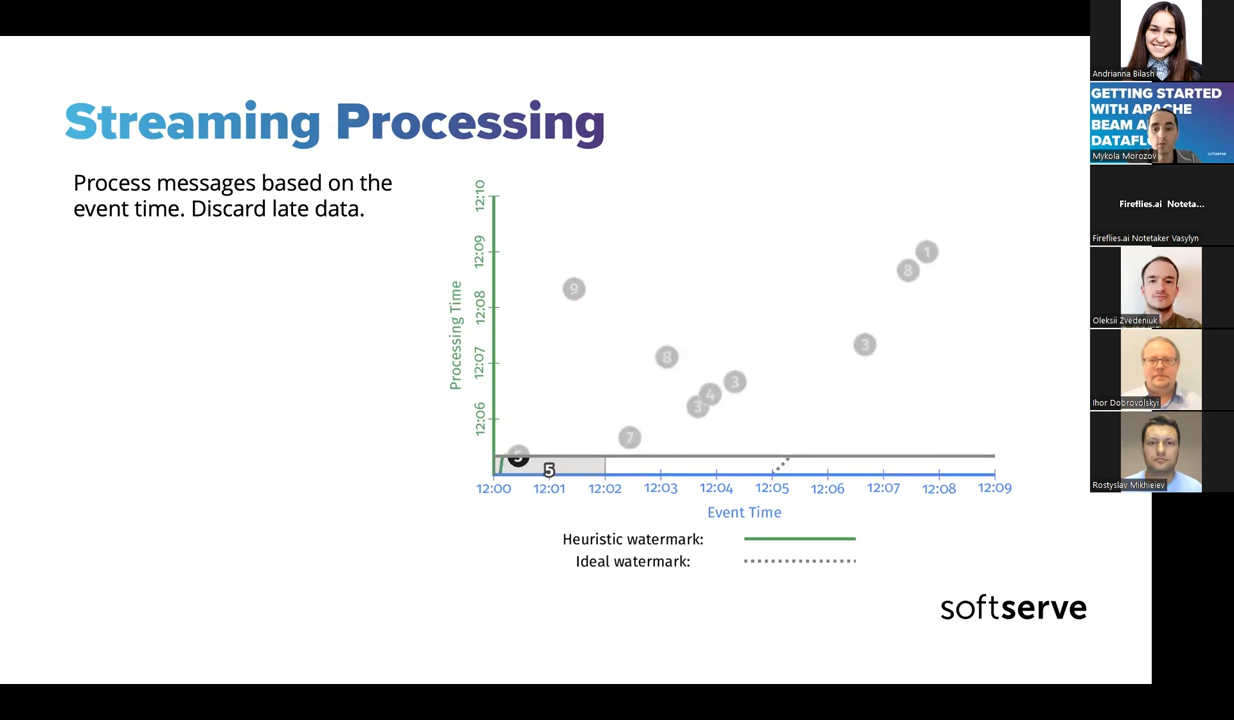 Streaming Processing
Process messages based on the
event time. Discard late data.
Processing Time
12:10
12:09
12:08
12:07
12:06
9
1
8
3
8
3
4
3
7
5
5
12:00
12:01
12:02
12:03
12:04
12:05
12:06
12:07
12:08
12:09
Event Time
Heuristic watermark:
Ideal watermark:
softserve
Andrianna Bilash
GETTING STARTED
WITH APACHE
BEAM A
DATAFL
softserve
Mykola Morozov
Fireflies.ai Noteta...
Fireflies.ai Notetaker Vasylyn
Oleksii Zvedeniuk
Ihor Dobrovolskyi
Rostyslav Mikhieiev